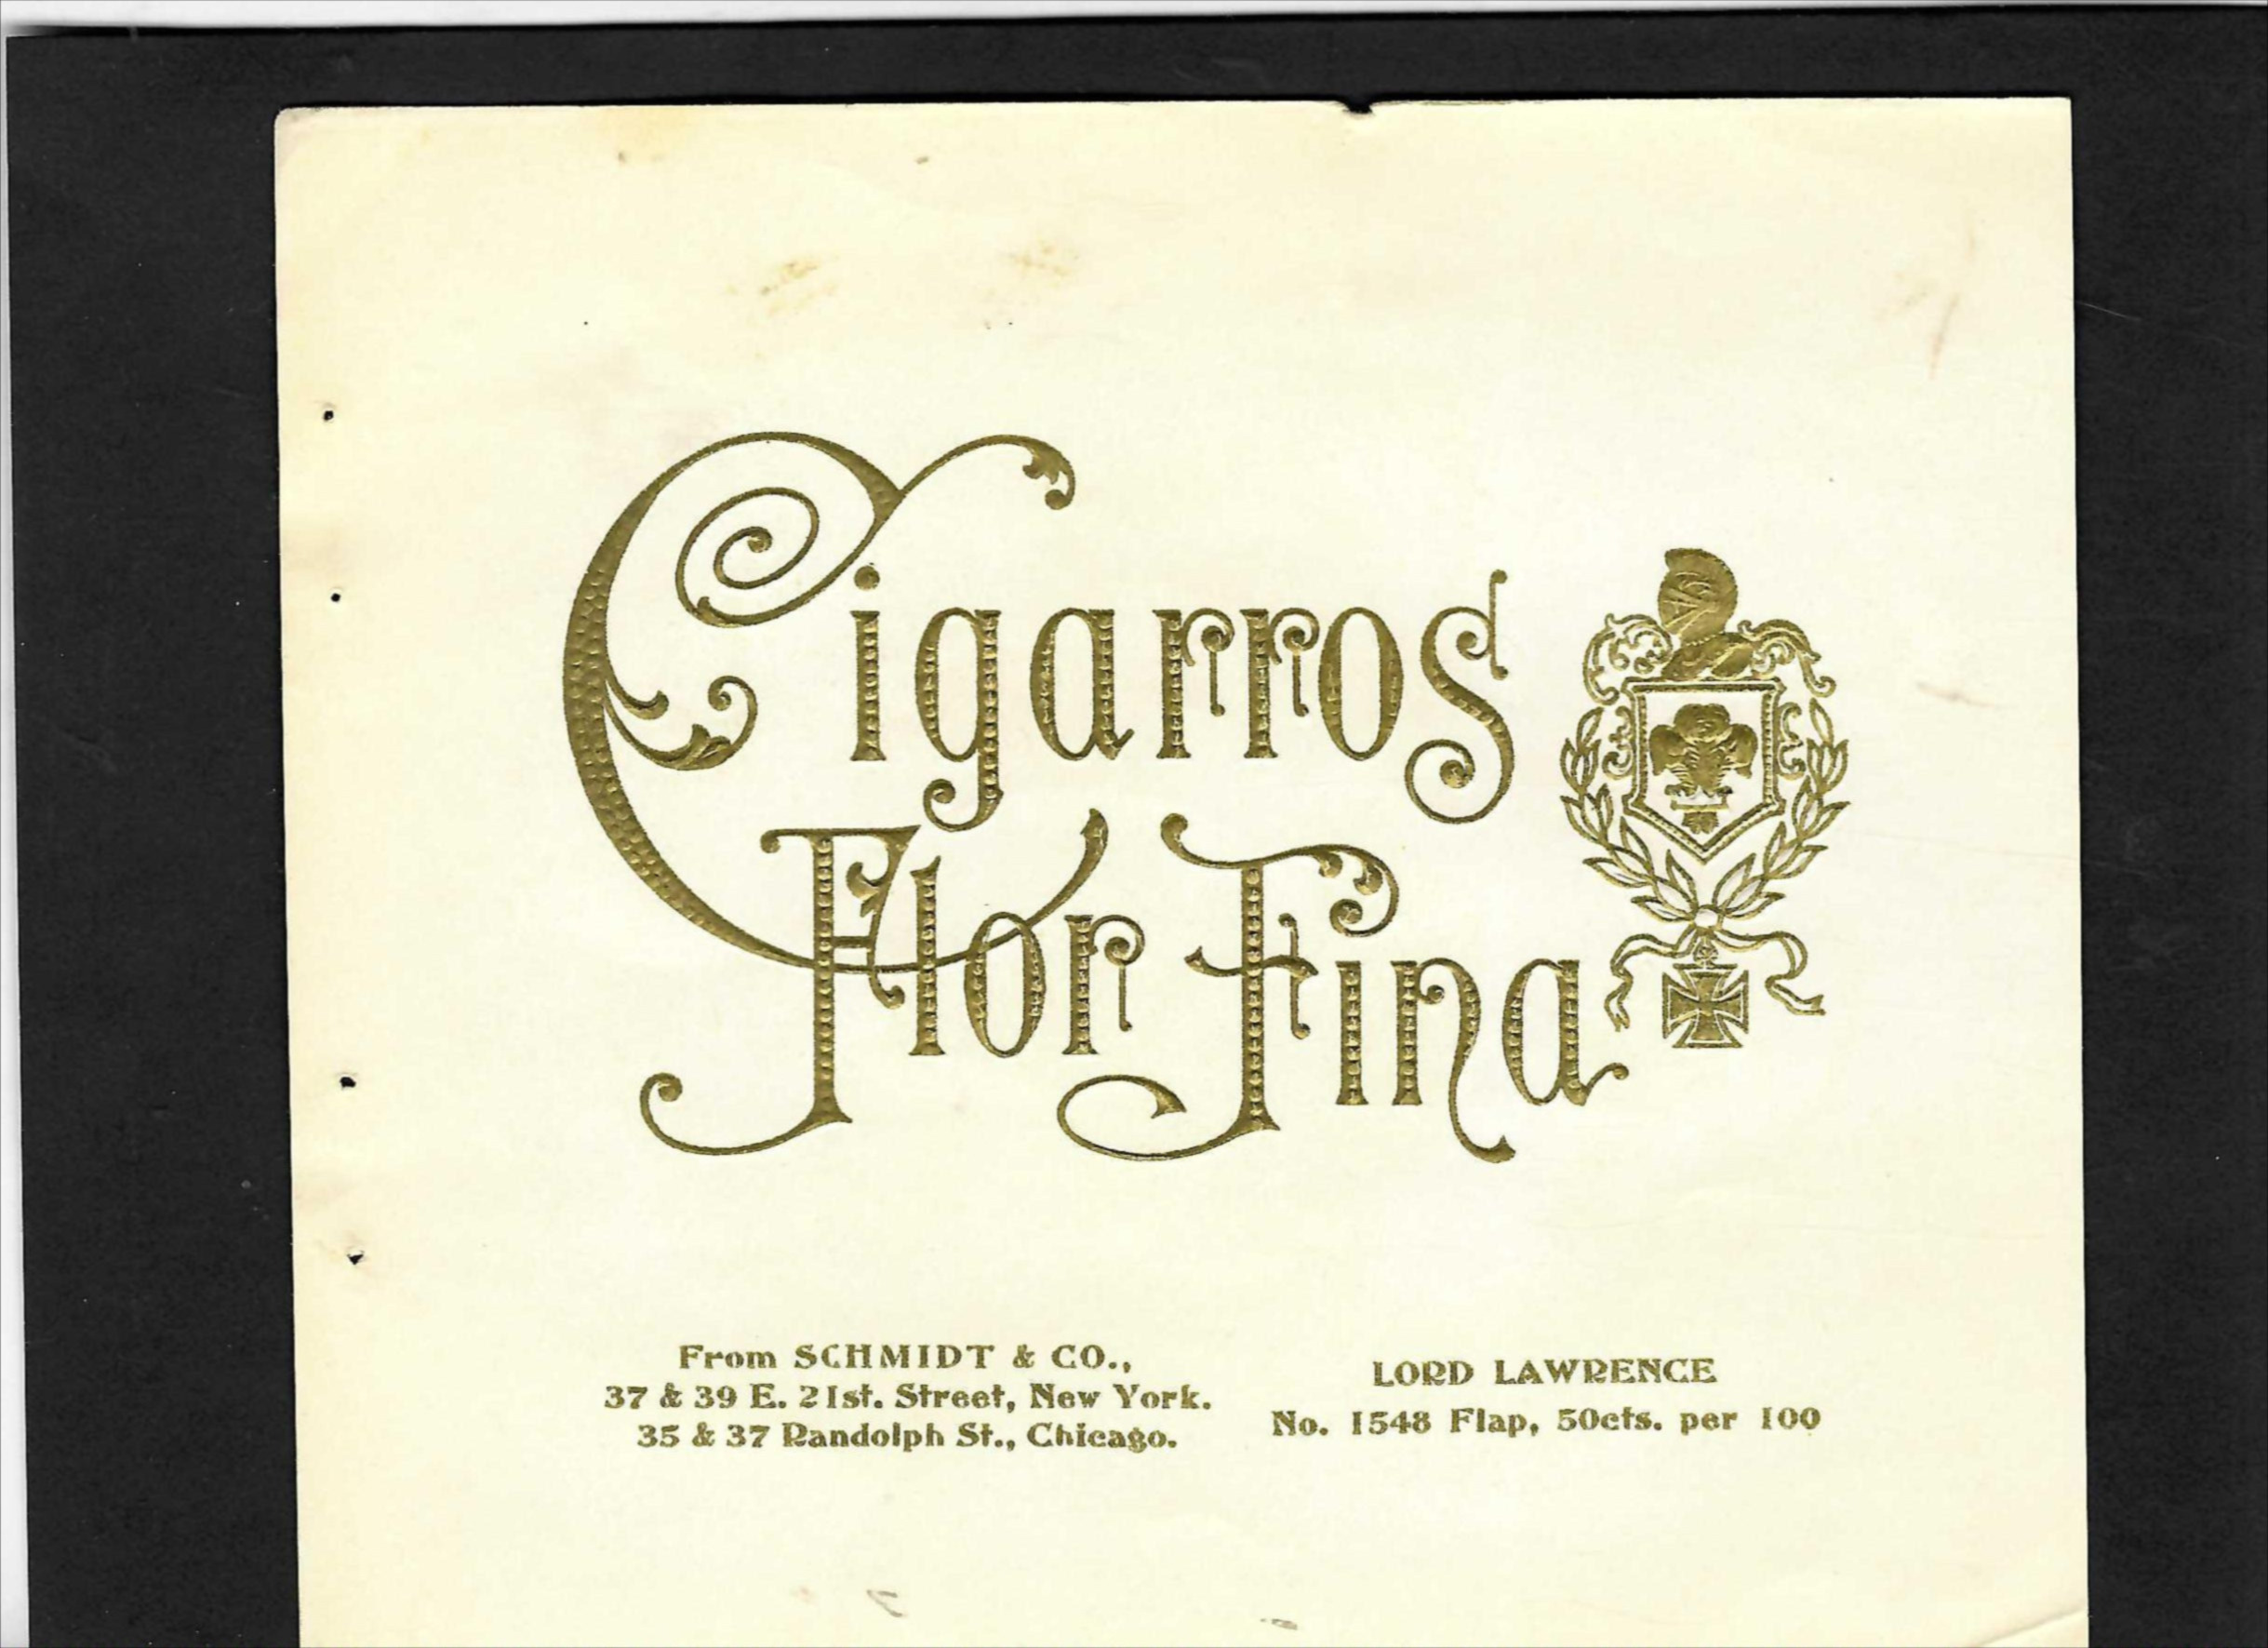 Cigarros
Flor Fina
From SCHMIDT & CO.,
37 & 39 E. 21st. Street, New York.
35 & 37 Randolph St., Chicago.
LORD LAWRENCE
No. 1548 Flap, 50cts. per 100